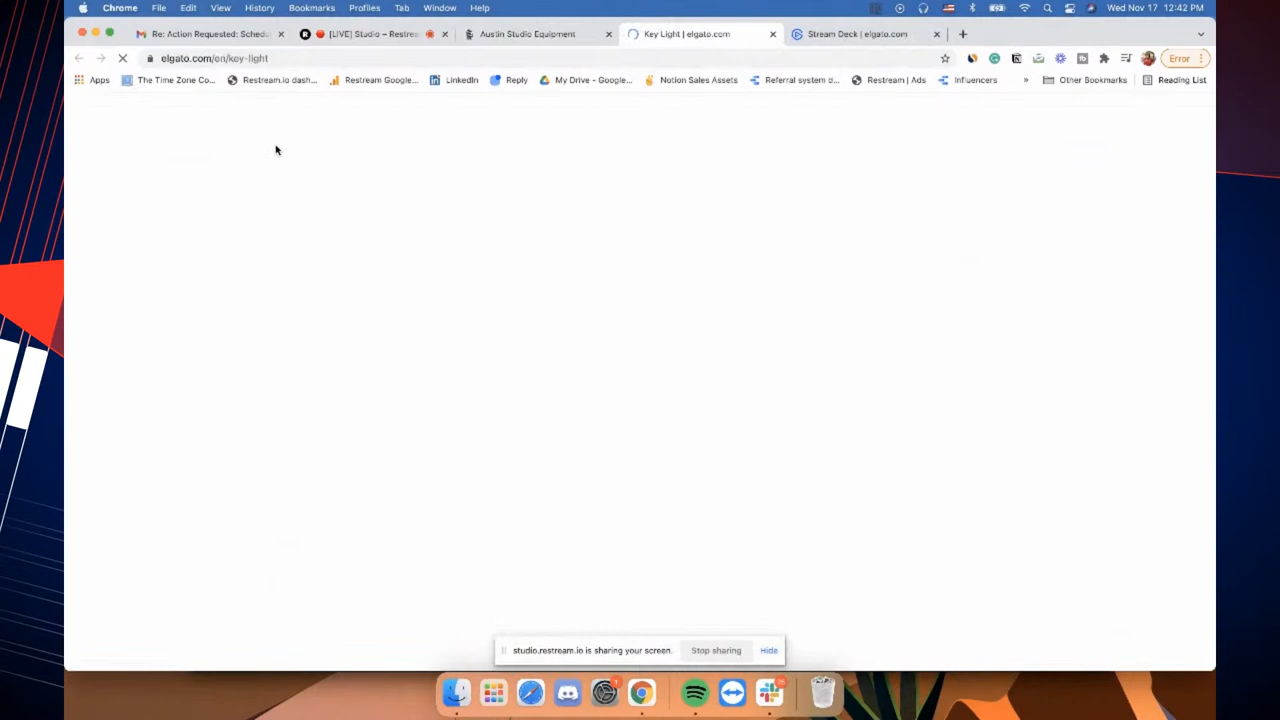 Chrome File Edit View History Bookmarks Profiles Tab Window Help Wed Nov 17 12:42 PM
Re: Action Requested: Schedu [LIVE] Studio – Restrea Austin Studio Equipment Key Light | elgato.com Stream Deck | elgato.com
elgato.com/en/key-light Error
Apps The Time Zone Co... Restream.io dash... Restream Google... LinkedIn Reply My Drive - Google... Notion Sales Assets Referral system o... Restream | Ads Influencers » Other Bookmarks Reading List
studio.restream.io is sharing your screen. Stop sharing Hide